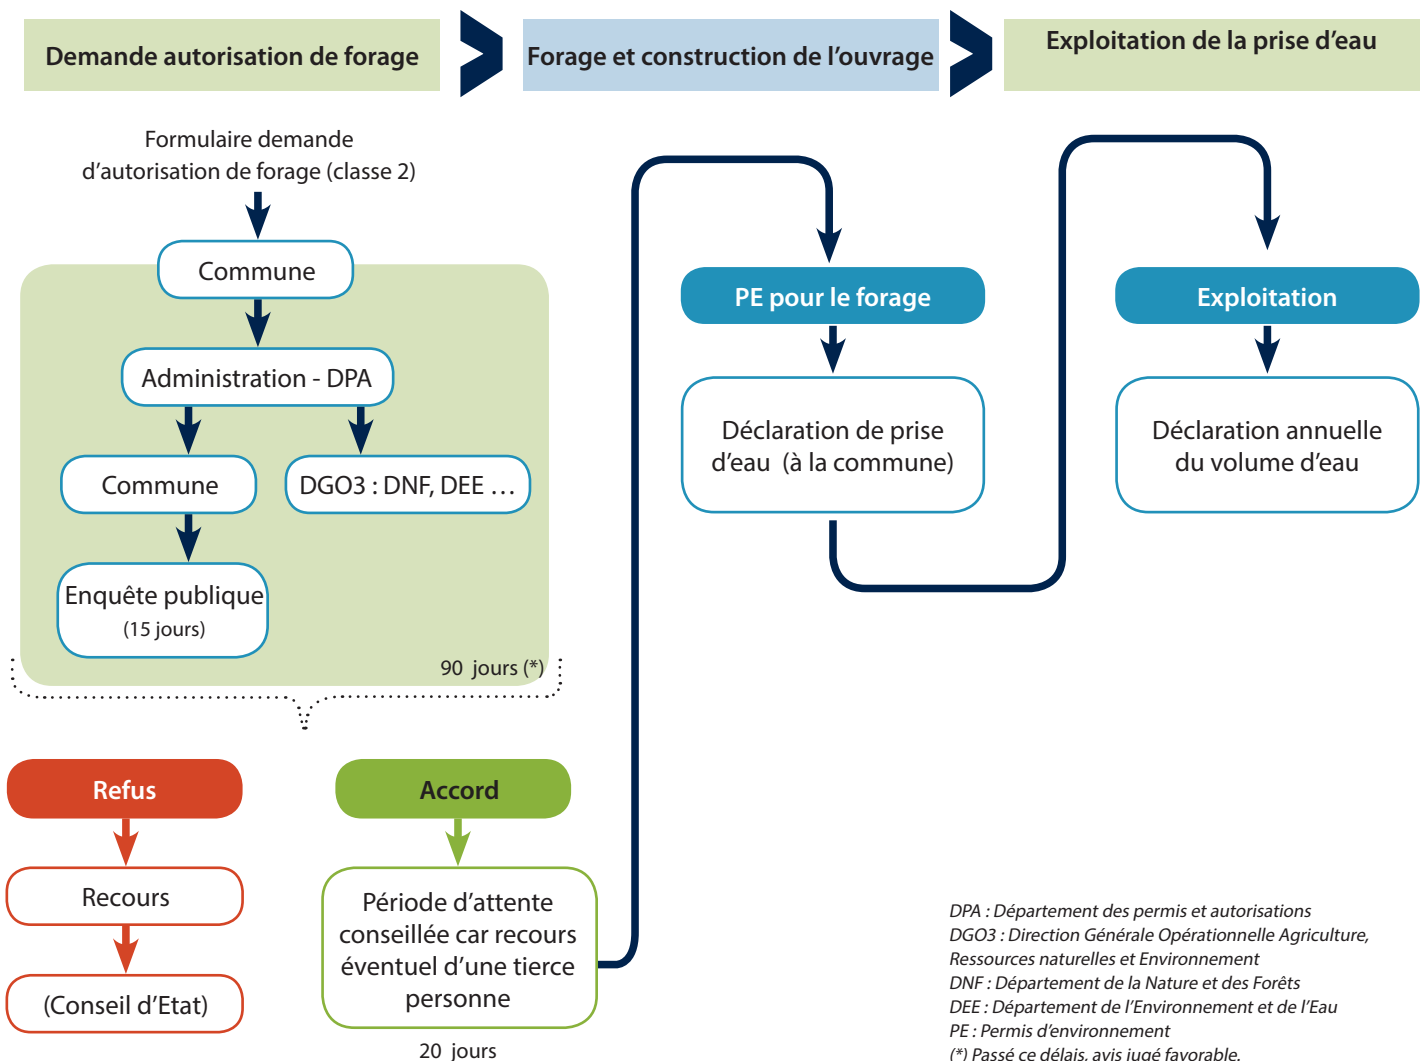 Demande autorisation de forage
Forage et construction de l’ouvrage
Exploitation de la prise d’eau
Formulaire demande
d’autorisation de forage (classe 2)
Commune
Administration - DPA
Commune
DGO3 : DNF, DEE …
Enquête publique
(15 jours)
90 jours (*)
Refus
Recours
(Conseil d’Etat)
Accord
Période d’attente
conseillée car recours
éventuel d’une tierce
personne
20 jours
PE pour le forage
Déclaration de prise
d’eau (à la commune)
Exploitation
Déclaration annuelle
du volume d’eau
DPA : Département des permis et autorisations
DGO3 : Direction Générale Opérationnelle Agriculture,
Ressources naturelles et Environnement
DNF : Département de la Nature et des Forêts
DEE : Département de l’Environnement et de l’Eau
PE : Permis d’environnement
(*) Passé ce délais, avis jugé favorable.